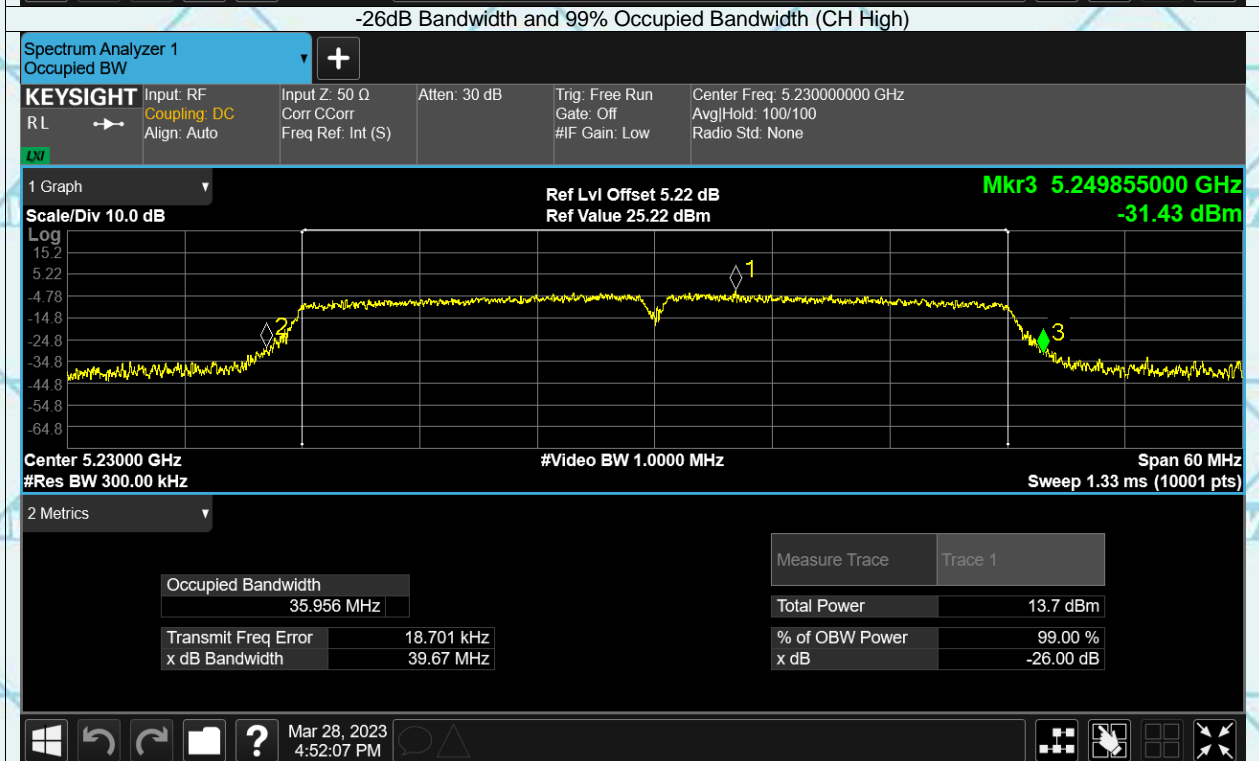 -26dB Bandwidth and 99% Occupied Bandwidth (CH High)
Spectrum Analyzer 1
Occupied BW
KEYSIGHT
R L
LXI
Input: RF
Coupling: DC
Align: Auto
Input Z: 50 Ω
Corr CCorr
Freq Ref: Int (S)
Atten: 30 dB
Trig: Free Run
Gate: Off
#IF Gain: Low
Center Freq: 5.230000000 GHz
Avg|Hold: 100/100
Radio Std: None
1 Graph
Scale/Div 10.0 dB
Ref Lvl Offset 5.22 dB
Ref Value 25.22 dBm
Mkr3 5.249855000 GHz
-31.43 dBm
Log
15.2
5.22
-4.78
-14.8
-24.8
-34.8
-44.8
-54.8
-64.8
1
2
3
Center 5.23000 GHz
#Video BW 1.0000 MHz
Span 60 MHz
#Res BW 300.00 kHz
Sweep 1.33 ms (10001 pts)
2 Metrics
Measure Trace Trace 1
Occupied Bandwidth
35.956 MHz
Total Power 13.7 dBm
Transmit Freq Error 18.701 kHz
% of OBW Power 99.00 %
x dB Bandwidth 39.67 MHz
x dB -26.00 dB
?
Mar 28, 2023
4:52:07 PM